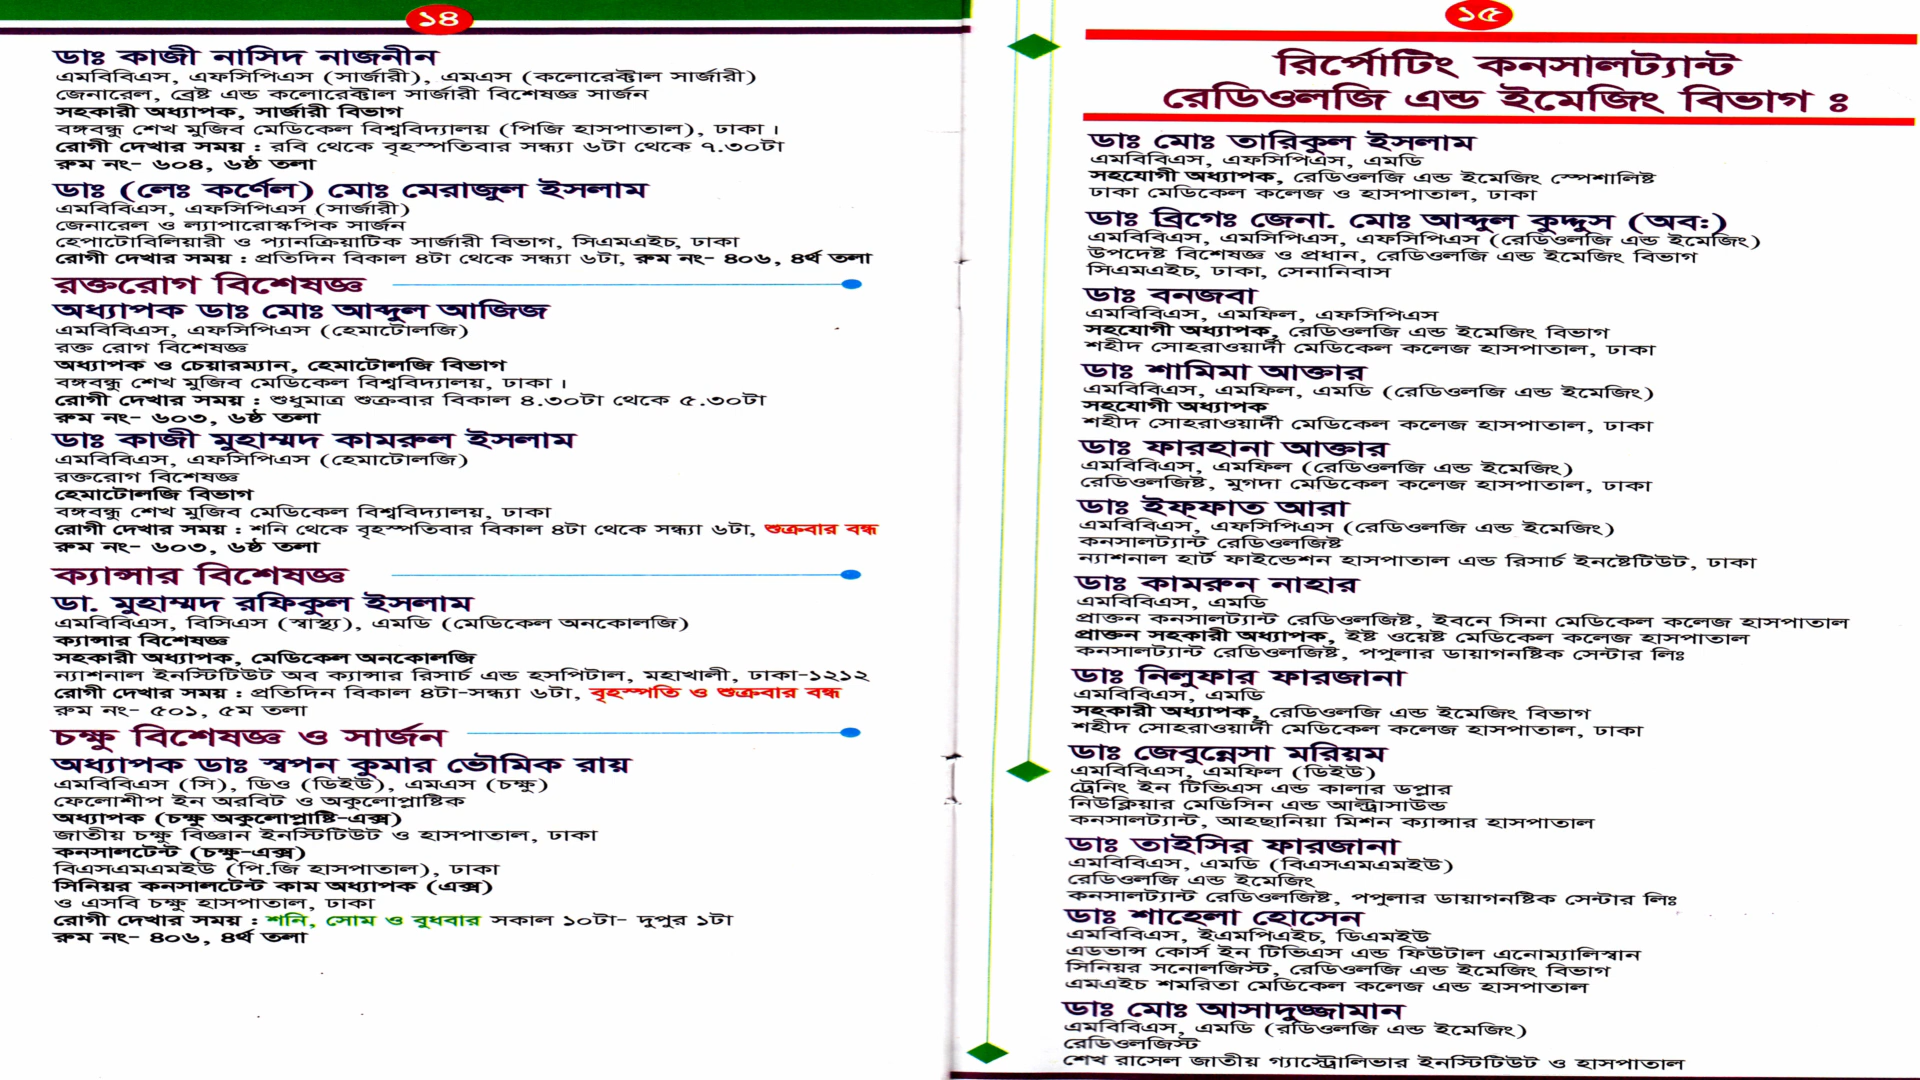 ১৪
ডাঃ কাজী নাসিদ নাজনীন
এমবিবিএস, এফসিপিএস (সার্জারী), এমএস (কলোরেক্টাল সার্জারী)
জেনারেল, ব্রেষ্ট এন্ড কলোরেক্টাল সার্জারী বিশেষজ্ঞ সার্জন
সহকারী অধ্যাপক, সার্জারী বিভাগ
বঙ্গবন্ধু শেখ মুজিব মেডিকেল বিশ্ববিদ্যালয় (পিজি হাসপাতাল), ঢাকা।
রোগী দেখার সময় : রবি থেকে বৃহস্পতিবার সন্ধ্যা ৬টা থেকে ৭.৩০টা
রুম নং- ৬০৪, ৬ষ্ঠ তলা
ডাঃ (লেঃ কর্ণেল) মোঃ মেরাজুল ইসলাম
এমবিবিএস, এফসিপিএস (সার্জারী)
জেনারেল ও ল্যাপারোস্কপিক সার্জন
হেপাটোবিলিয়ারী ও প্যানক্রিয়াটিক সার্জারী বিভাগ, সিএমএইচ, ঢাকা
রোগী দেখার সময় : প্রতিদিন বিকাল ৪টা থেকে সন্ধ্যা ৬টা, রুম নং- ৪০৬, ৪র্থ তলা
রক্তরোগ বিশেষজ্ঞ
অধ্যাপক ডাঃ মোঃ আব্দুল আজিজ
এমবিবিএস, এফসিপিএস (হেমাটোলজি)
রক্ত রোগ বিশেষজ্ঞ
অধ্যাপক ও চেয়ারম্যান, হেমাটোলজি বিভাগ
বঙ্গবন্ধু শেখ মুজিব মেডিকেল বিশ্ববিদ্যালয়, ঢাকা।
রোগী দেখার সময় : শুধুমাত্র শুক্রবার বিকাল ৪.৩০টা থেকে ৫.৩০টা
রুম নং- ৬০৩, ৬ষ্ঠ তলা
ডাঃ কাজী মুহাম্মদ কামরুল ইসলাম
এমবিবিএস, এফসিপিএস (হেমাটোলজি)
রক্তরোগ বিশেষজ্ঞ
হেমাটোলজি বিভাগ
বঙ্গবন্ধু শেখ মুজিব মেডিকেল বিশ্ববিদ্যালয়, ঢাকা
রোগী দেখার সময় : শনি থেকে বৃহস্পতিবার বিকাল ৪টা থেকে সন্ধ্যা ৬টা, শুক্রবার বন্ধ
রুম নং- ৬০৩, ৬ষ্ঠ তলা
ক্যান্সার বিশেষজ্ঞ
ডা. মুহাম্মদ রফিকুল ইসলাম
এমবিবিএস, বিসিএস (স্বাস্থ্য), এমডি (মেডিকেল অনকোলজি)
ক্যান্সার বিশেষজ্ঞ
সহকারী অধ্যাপক, মেডিকেল অনকোলজি
ন্যাশনাল ইনস্টিটিউট অব ক্যান্সার রিসার্চ এন্ড হসপিটাল, মহাখালী, ঢাকা-১২১২
রোগী দেখার সময় : প্রতিদিন বিকাল ৪টা-সন্ধ্যা ৬টা, বৃহস্পতি ও শুক্রবার বন্ধ
রুম নং- ৫০১, ৫ম তলা
চক্ষু বিশেষজ্ঞ ও সার্জন
অধ্যাপক ডাঃ স্বপন কুমার ভৌমিক রায়
এমবিবিএস (সি), ডিও (ডিইউ), এমএস (চক্ষু)
ফেলোশীপ ইন অরবিট ও অকুলোপ্লাষ্টিক
অধ্যাপক (চক্ষু অকুলোপ্লাষ্টি-এক্স)
জাতীয় চক্ষু বিজ্ঞান ইনস্টিটিউট ও হাসপাতাল, ঢাকা
কনসালটেন্ট (চক্ষু-এক্স)
বিএসএমএমইউ (পি.জি হাসপাতাল), ঢাকা
সিনিয়র কনসালটেন্ট কাম অধ্যাপক (এক্স)
ও এসবি চক্ষু হাসপাতাল, ঢাকা
রোগী দেখার সময় : শনি, সোম ও বুধবার সকাল ১০টা- দুপুর ১টা
রুম নং- ৪০৬, ৪র্থ তলা
১৫
রির্পোটিং কনসালট্যান্ট
রেডিওলজি এন্ড ইমেজিং বিভাগ ঃ
ডাঃ মোঃ তারিকুল ইসলাম
এমবিবিএস, এফসিপিএস, এমডি
সহযোগী অধ্যাপক, রেডিওলজি এন্ড ইমেজিং স্পেশালিষ্ট
ঢাকা মেডিকেল কলেজ ও হাসপাতাল, ঢাকা
ডাঃ ব্রিগেঃ জেনা. মোঃ আব্দুল কুদ্দুস (অব:)
এমবিবিএস, এমসিপিএস, এফসিপিএস (রেডিওলজি এন্ড ইমেজিং)
উপদেষ্ট বিশেষজ্ঞ ও প্রধান, রেডিওলজি এন্ড ইমেজিং বিভাগ
সিএমএইচ, ঢাকা, সেনানিবাস
ডাঃ বনজবা
এমবিবিএস, এমফিল, এফসিপিএস
সহযোগী অধ্যাপক, রেডিওলজি এন্ড ইমেজিং বিভাগ
শহীদ সোহরাওয়ার্দী মেডিকেল কলেজ হাসপাতাল, ঢাকা
ডাঃ শামিমা আক্তার
এমবিবিএস, এমফিল, এমডি (রেডিওলজি এন্ড ইমেজিং)
সহযোগী অধ্যাপক
শহীদ সোহরাওয়ার্দী মেডিকেল কলেজ হাসপাতাল, ঢাকা
ডাঃ ফারহানা আক্তার
এমবিবিএস, এমফিল (রেডিওলজি এন্ড ইমেজিং)
রেডিওলজিষ্ট, মুগদা মেডিকেল কলেজ হাসপাতাল, ঢাকা
ডাঃ ইফ্ফাত আরা
এমবিবিএস, এফসিপিএস (রেডিওলজি এন্ড ইমেজিং)
কনসালট্যান্ট রেডিওলজিষ্ট
ন্যাশনাল হার্ট ফাইন্ডেশন হাসপাতাল এন্ড রিসার্চ ইনষ্টেটিউট, ঢাকা
ডাঃ কামরুন নাহার
এমবিবিএস, এমডি
প্রাক্তন কনসালট্যান্ট রেডিওলজিষ্ট, ইবনে সিনা মেডিকেল কলেজ হাসপাতাল
প্রাক্তন সহকারী অধ্যাপক, ইষ্ট ওয়েষ্ট মেডিকেল কলেজ হাসপাতাল
কনসালট্যান্ট রেডিওলজিষ্ট, পপুলার ডায়াগনষ্টিক সেন্টার লিঃ
ডাঃ নিলুফার ফারজানা
এমবিবিএস, এমডি
সহকারী অধ্যাপক, রেডিওলজি এন্ড ইমেজিং বিভাগ
শহীদ সোহরাওয়ার্দী মেডিকেল কলেজ হাসপাতাল, ঢাকা
ডাঃ জেবুন্নেসা মরিয়ম
এমবিবিএস, এমফিল (ডিইউ)
ট্রেনিং ইন টিভিএস এন্ড কালার ডপ্লার
নিউক্লিয়ার মেডিসিন এন্ড আল্ট্রাসাউন্ড
কনসালট্যান্ট, আহছানিয়া মিশন ক্যান্সার হাসপাতাল
ডাঃ তাইসির ফারজানা
এমবিবিএস, এমডি (বিএসএমএমইউ)
রেডিওলজি এন্ড ইমেজিং
কনসালট্যান্ট রেডিওলজিষ্ট, পপুলার ডায়াগনষ্টিক সেন্টার লিঃ
ডাঃ শাহেলা হোসেন
এমবিবিএস, ইএমপিএইচ, ডিএমইউ
এডভান্স কোর্স ইন টিভিএস এন্ড ফিউটাল এনোম্যালিস্বান
সিনিয়র সনোলজিস্ট, রেডিওলজি এন্ড ইমেজিং বিভাগ
এমএইচ শমরিতা মেডিকেল কলেজ এন্ড হাসপাতাল
ডাঃ মোঃ আসাদুজ্জামান
এমবিবিএস, এমডি (রডিওলজি এন্ড ইমেজিং)
রেডিওলজিস্ট
শেখ রাসেল জাতীয় গ্যাস্ট্রোলিভার ইনস্টিটিউট ও হাসপাতাল